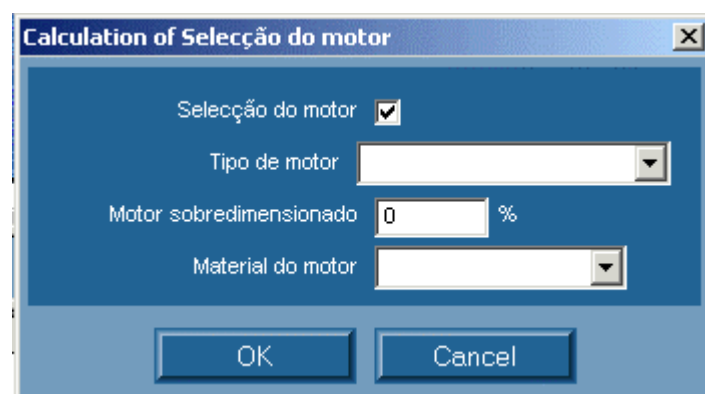 Calculation of Selecção do motor
Selecção do motor
Tipo de motor
Motor sobredimensionado 0 %
Material do motor
OK Cancel